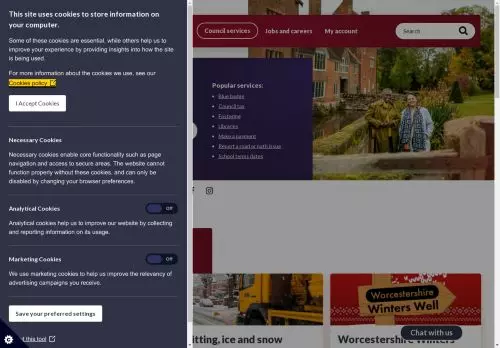 This site uses cookies to store information on
your computer.
Some of these cookies are essential, while others help us to
improve your experience by providing insights into how the site
is being used.
For more information about the cookies we use, see our
Cookies policy
I Accept Cookies
Necessary Cookies
Necessary cookies enable core functionality such as page
navigation and access to secure areas. The website cannot
function properly without these cookies, and can only be
disabled by changing your browser preferences.
Analytical Cookies
Off
Analytical cookies help us to improve our website by collecting
and reporting information on its usage.
Marketing Cookies
Off
We use marketing cookies to help us improve the relevancy of
advertising campaigns you receive.
Save your preferred settings
this tool
Council services
Jobs and careers
My account
Search
Popular services:
Blue badge
Council tax
Fostering
Libraries
Make a payment
Report a road or path issue
School term dates
Worcestershire
Winters Well
itting, ice and snow
Worcestershire Winters
Chat with us